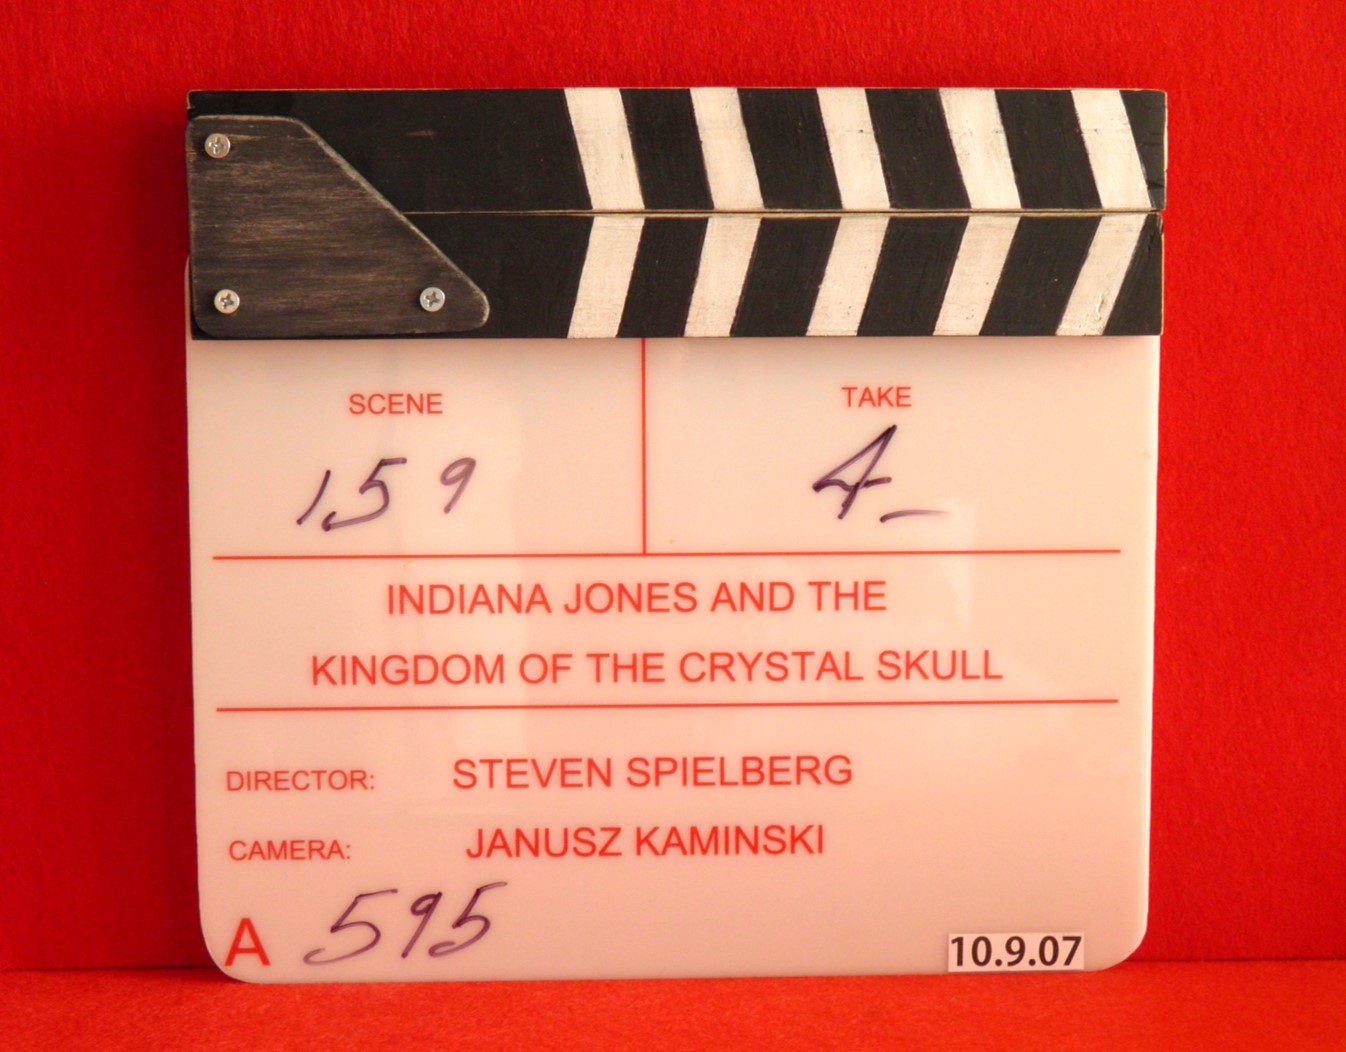 SCENE TAKE
159 4_
INDIANA JONES AND THE
KINGDOM OF THE CRYSTAL SKULL
DIRECTOR: STEVEN SPIELBERG
CAMERA: JANUSZ KAMINSKI
A 595 10.9.07